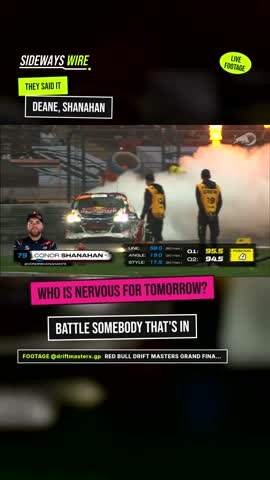 SIDEWAYS WIRE.
LIVE
FOOTAGE
THEY SAID IT
DEANE, SHANAHAN
79 CONOR SHANAHAN
LINE: 59.0
ANGLE: 19.0
STYLE: 17.5
Q1: 95.5
Q2: 94.5
POSITION
4
WHO IS NERVOUS FOR TOMORROW?
BATTLE SOMEBODY THAT'S IN
FOOTAGE @driftmasters.gp RED BULL DRIFT MASTERS GRAND FINA...